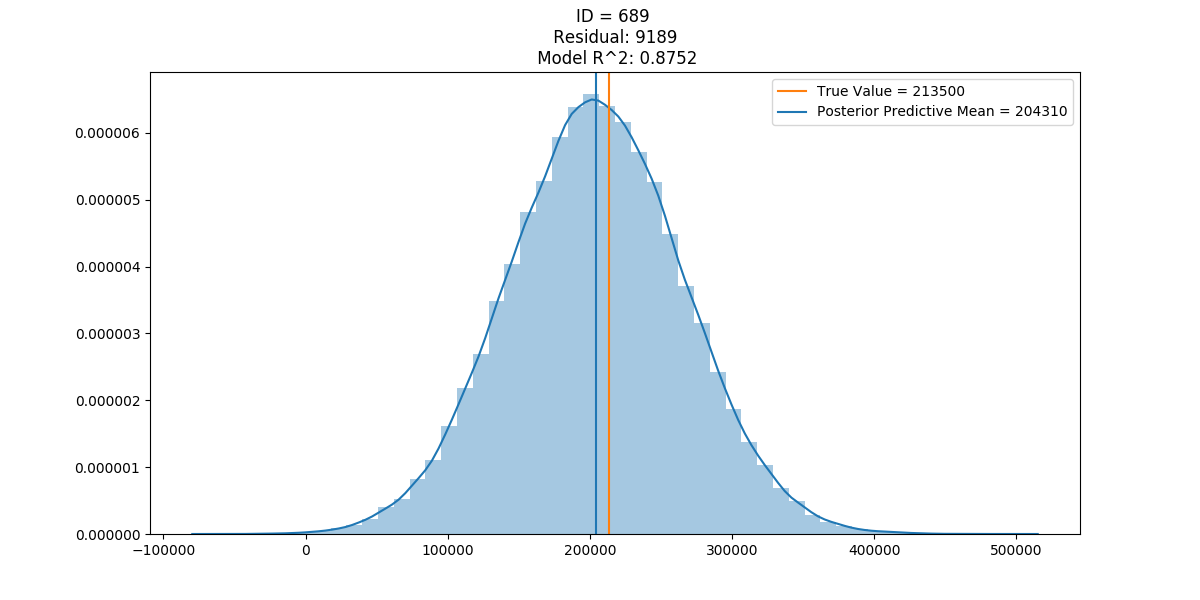 ID = 689
Residual: 9189
Model R^2: 0.8752
True Value = 213500
Posterior Predictive Mean = 204310
0.000006
0.000005
0.000004
0.000003
0.000002
0.000001
0.000000
−100000 0 100000 200000 300000 400000 500000